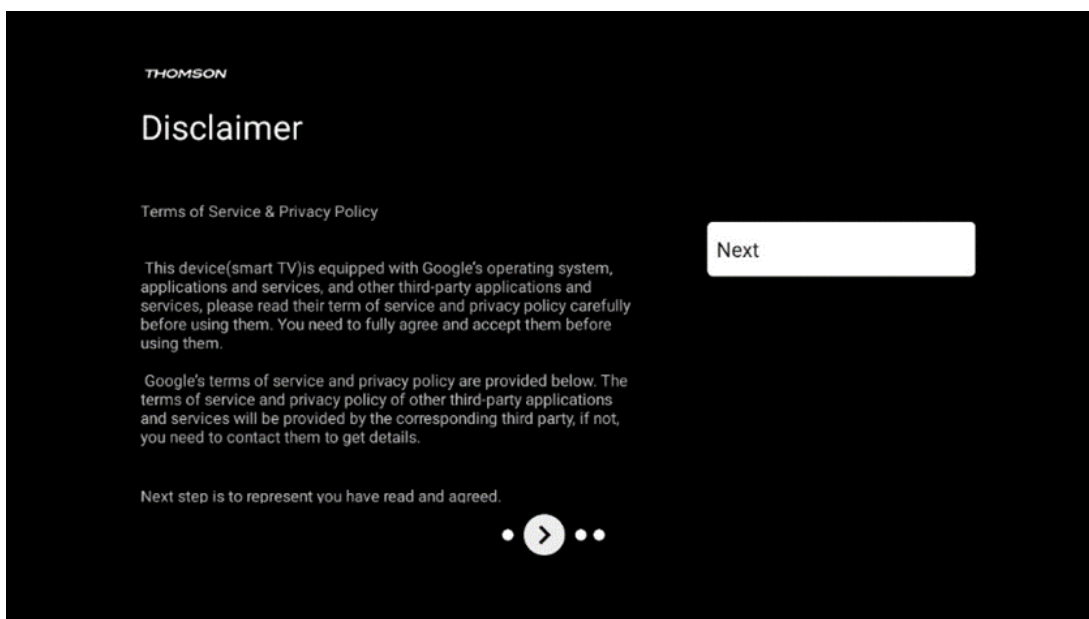 THOMSON
Disclaimer
Terms of Service & Privacy Policy
This device(smart TV)is equipped with Google's operating system,
applications and services, and other third-party applications and
services, please read their term of service and privacy policy carefully
before using them. You need to fully agree and accept them before
using them.
Google's terms of service and privacy policy are provided below. The
terms of service and privacy policy of other third-party applications
and services will be provided by the corresponding third party, if not,
you need to contact them to get details.
Next step is to represent you have read and agreed.
Next